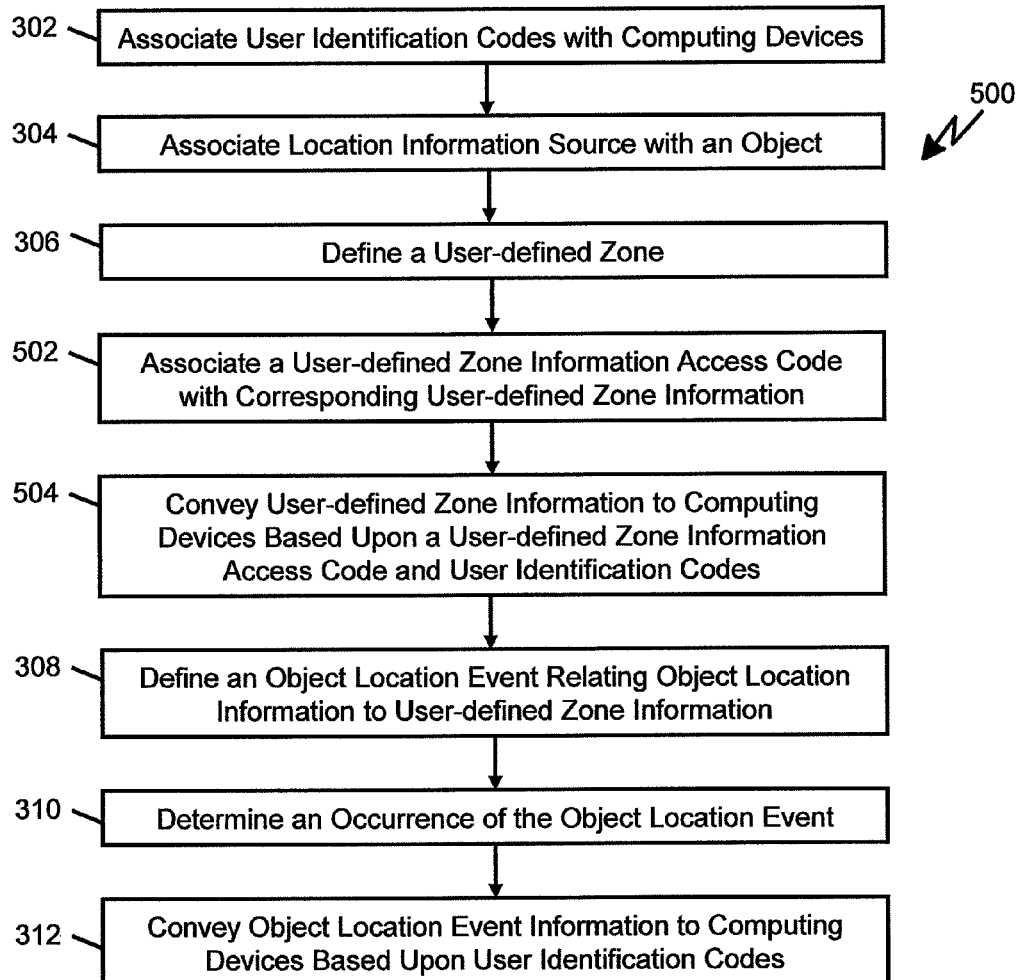 302
Associate User Identification Codes with Computing Devices
500
304
Associate Location Information Source with an Object
306
Define a User-defined Zone
502
Associate a User-defined Zone Information Access Code
with Corresponding User-defined Zone Information
504
Convey User-defined Zone Information to Computing
Devices Based Upon a User-defined Zone Information
Access Code and User Identification Codes
308
Define an Object Location Event Relating Object Location
Information to User-defined Zone Information
310
Determine an Occurrence of the Object Location Event
312
Convey Object Location Event Information to Computing
Devices Based Upon User Identification Codes